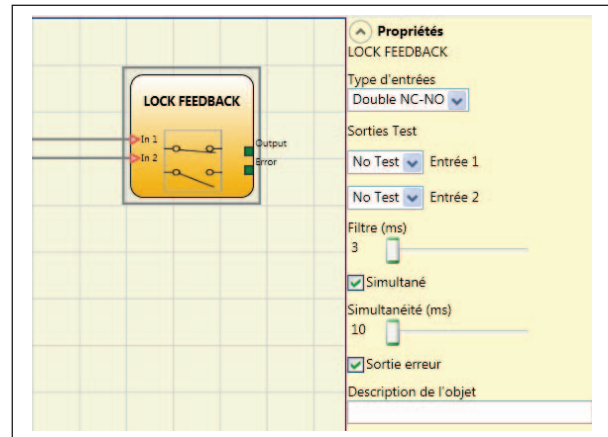 LOCK FEEDBACK
In 1
In 2
Output
Error
Propriétés
LOCK FEEDBACK
Type d'entrées
Double NC-NO
Sorties Test
No Test Entrée 1
No Test Entrée 2
Filtre (ms)
3
Simultané
Simultanéité (ms)
10
Sortie erreur
Description de l'objet